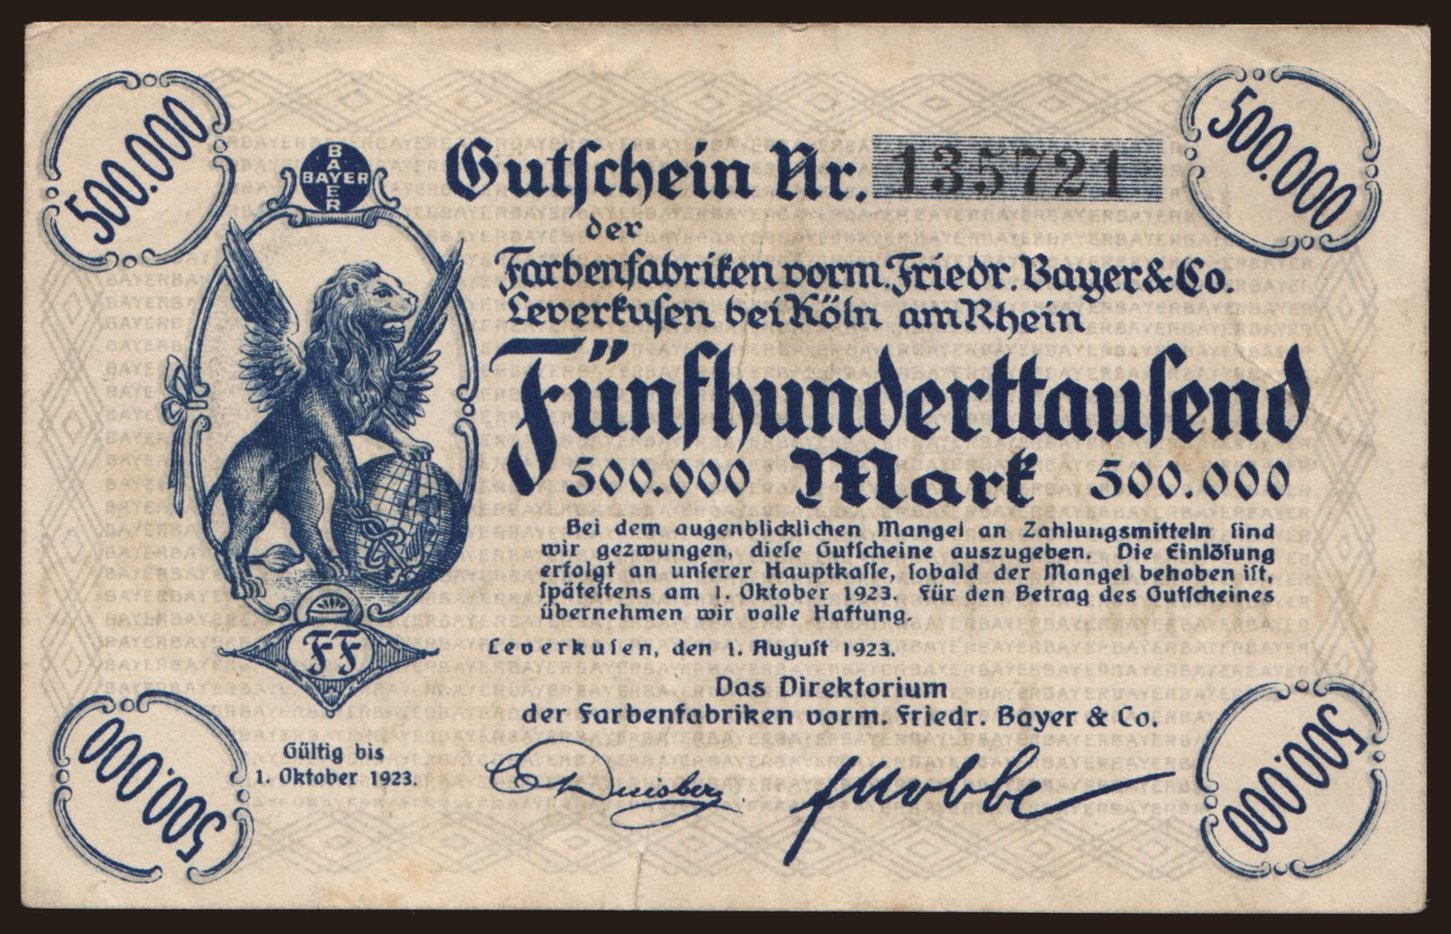 500.000
500.000
BAYER
BAYER
Gutschein Nr. 135721
der
Farbenfabriken vorm. Friedr. Bayer & Co.
Leverkusen bei Köln am Rhein
Fünfhunderttausend
500.000 Mark 500.000
Bei dem augenblicklichen Mangel an Zahlungsmitteln sind
wir gezwungen, diese Gutscheine auszugeben. Die Einlösung
erfolgt an unserer Hauptkasse, sobald der Mangel behoben ist,
spätestens am 1. Oktober 1923. Für den Betrag des Gutscheines
übernehmen wir volle Haftung.
Leverkusen, den 1. August 1923.
FF
Das Direktorium
der Farbenfabriken vorm. Friedr. Bayer & Co.
Gültig bis
1. Oktober 1923.
C Duisberg
500.000
500.000